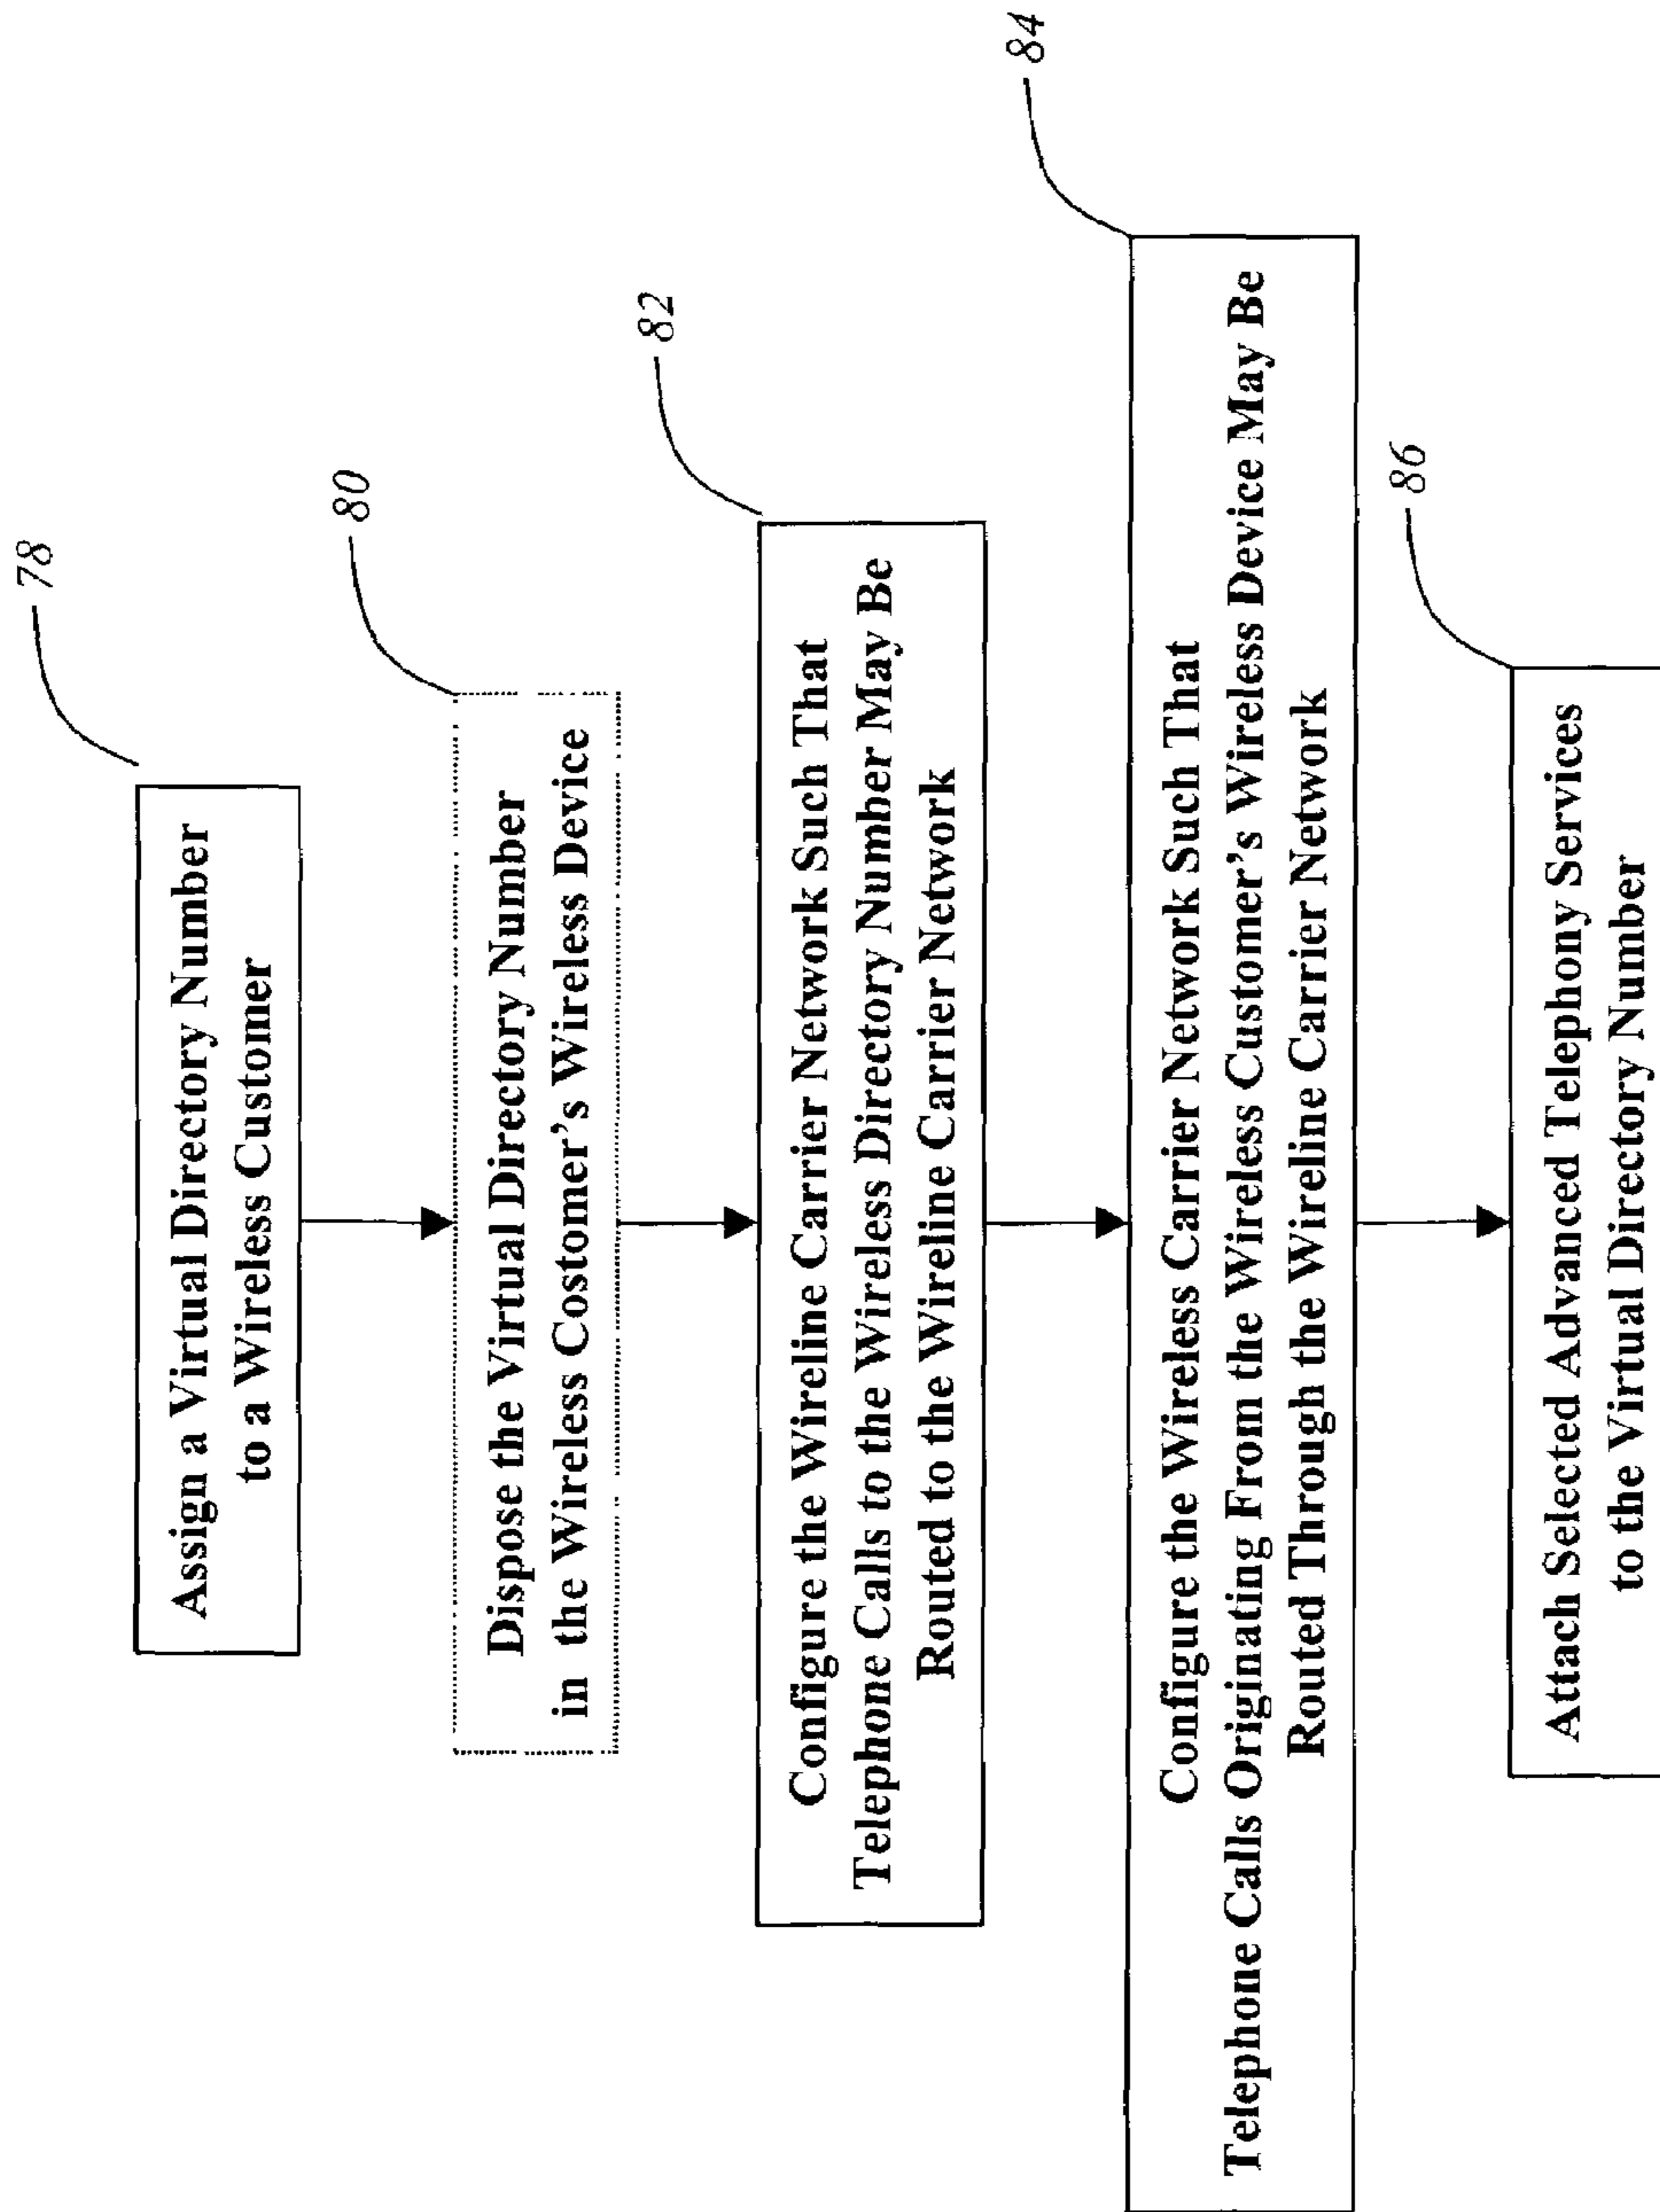 78
Assign a Virtual Directory Number
to a Wireless Customer
80
Dispose the Virtual Directory Number
in the Wireless Costomer's Wireless Device
82
Configure the Wireline Carrier Network Such That
Telephone Calls to the Wireless Directory Number May Be
Routed to the Wireline Carrier Network
84
Configure the Wireless Carrier Network Such That
Telephone Calls Originating From the Wireless Customer's Wireless Device May Be
Routed Through the Wireline Carrier Network
86
Attach Selected Advanced Telephony Services
to the Virtual Directory Number